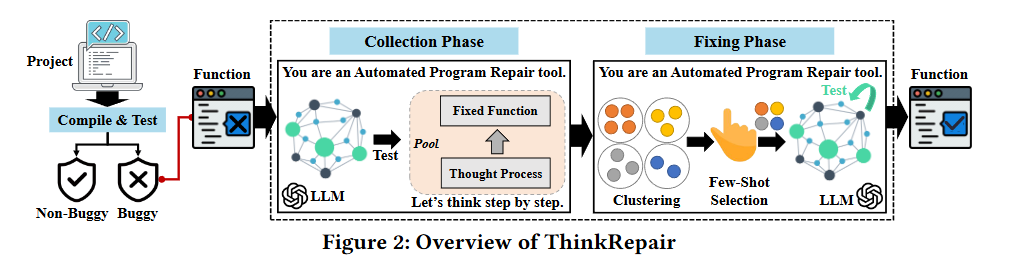 Project
Compile & Test
Non-Buggy
Buggy
Function
Collection Phase
You are an Automated Program Repair tool.
LLM
Test
Pool
Fixed Function
Thought Process
Let's think step by step.
Fixing Phase
You are an Automated Program Repair tool.
Clustering
Few-Shot
Selection
Test
LLM
Function
Figure 2: Overview of ThinkRepair